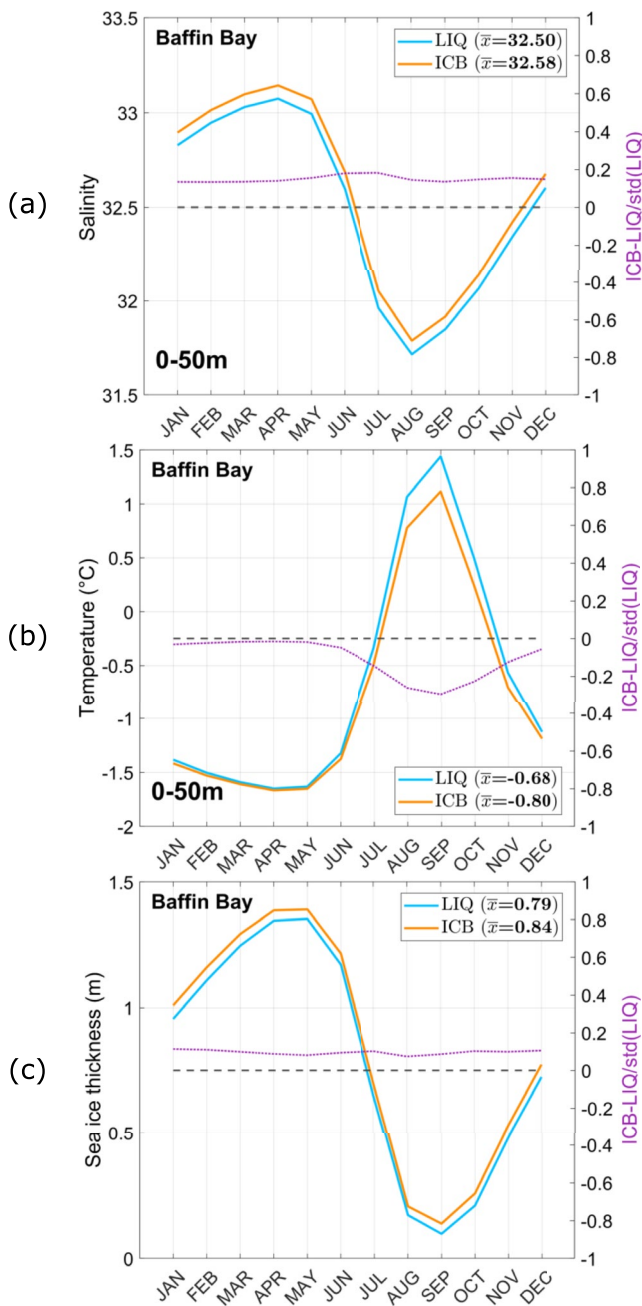 (a)
Baffin Bay
LIQ (x̅=32.50)
ICB (x̅=32.58)
0-50m
Salinity
33.5
33
32.5
32
31.5
1
0.8
0.6
0.4
0.2
0
-0.2
-0.4
-0.6
-0.8
-1
ICB-LIQ/std(LIQ)
JAN FEB MAR APR MAY JUN JUL AUG SEP OCT NOV DEC
(b)
Baffin Bay
LIQ (x̅=-0.68)
ICB (x̅=-0.80)
0-50m
Temperature (°C)
1.5
1
0.5
0
-0.5
-1
-1.5
-2
1
0.8
0.6
0.4
0.2
0
-0.2
-0.4
-0.6
-0.8
-1
ICB-LIQ/std(LIQ)
JAN FEB MAR APR MAY JUN JUL AUG SEP OCT NOV DEC
(c)
Baffin Bay
LIQ (x̅=0.79)
ICB (x̅=0.84)
Sea ice thickness (m)
1.5
1
0.5
0
1
0.8
0.6
0.4
0.2
0
-0.2
-0.4
-0.6
-0.8
-1
ICB-LIQ/std(LIQ)
JAN FEB MAR APR MAY JUN JUL AUG SEP OCT NOV DEC